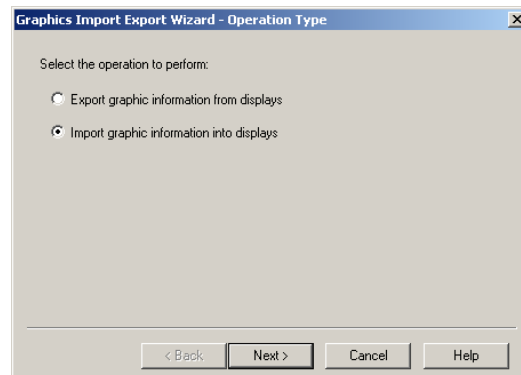 Graphics Import Export Wizard - Operation Type
Select the operation to perform:
Export graphic information from displays
Import graphic information into displays
< Back Next > Cancel Help